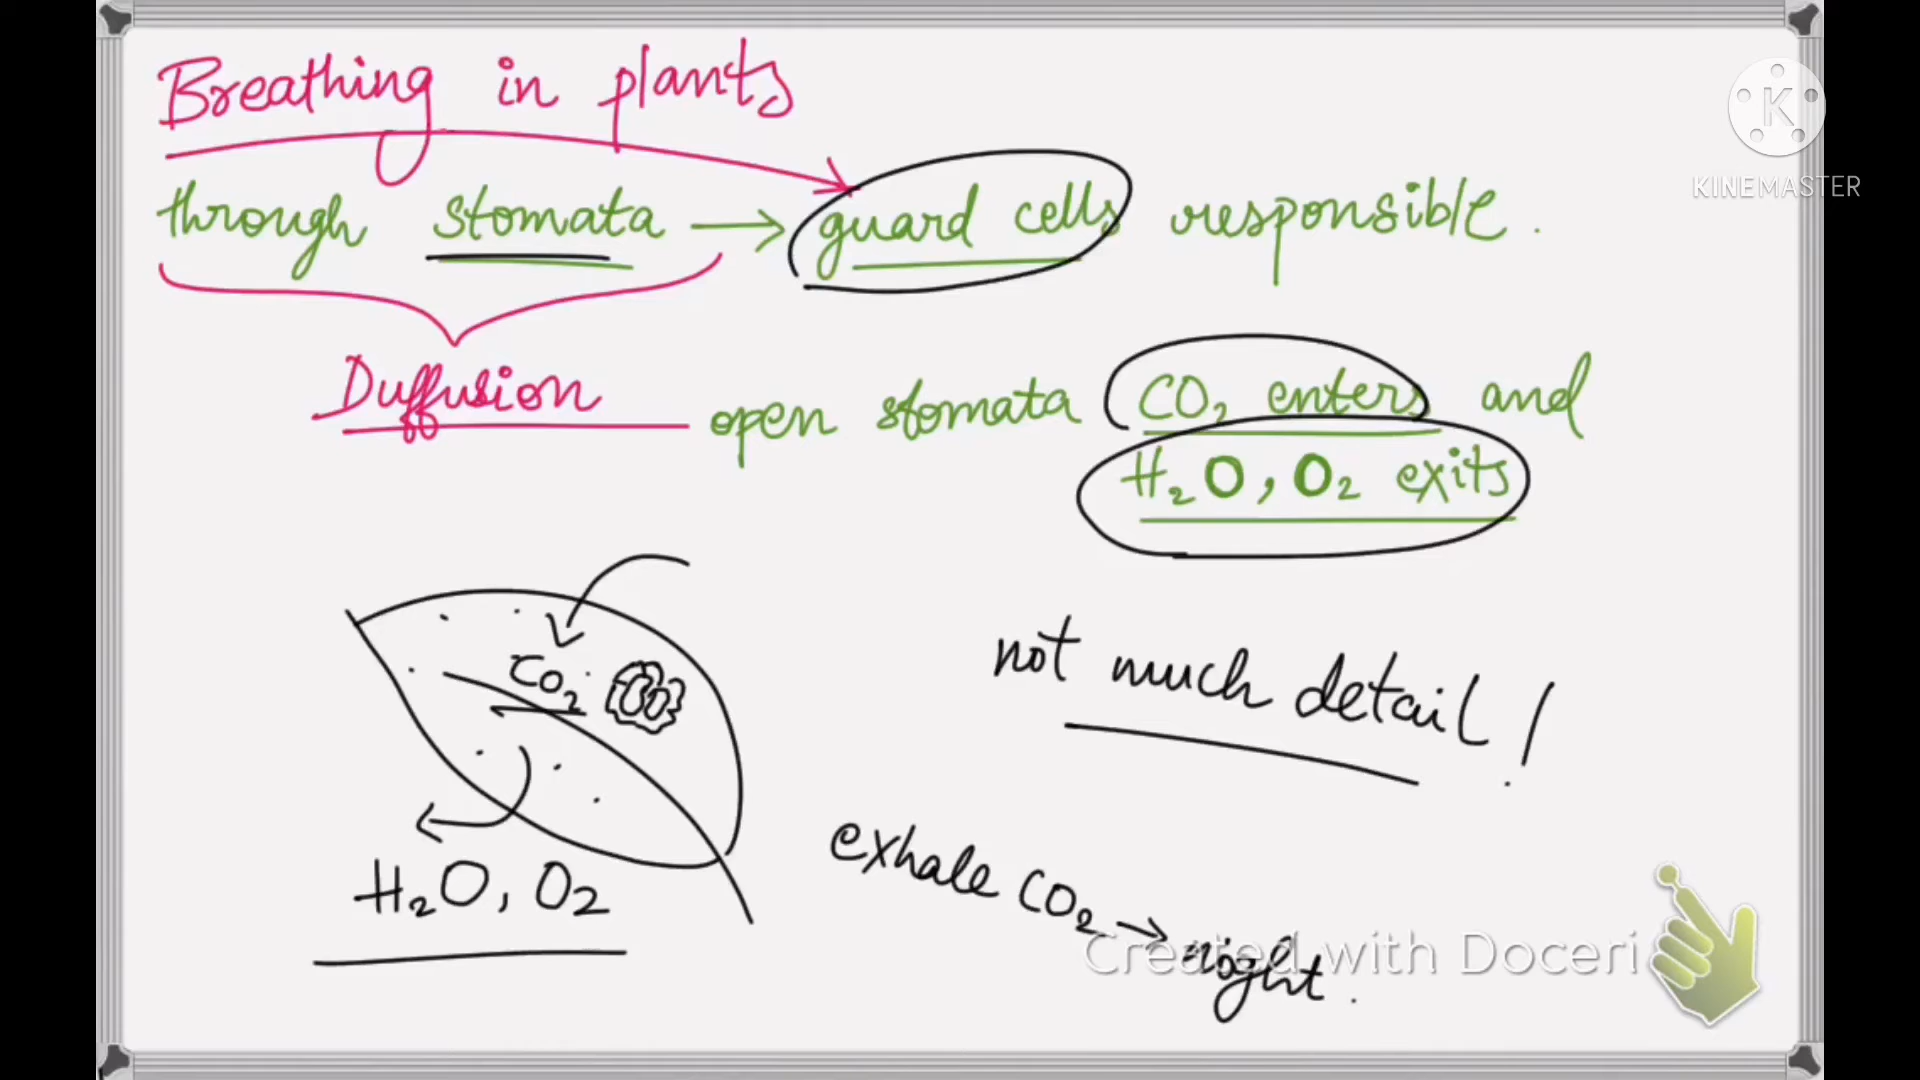 Breathing in plants
through stomata → guard cells responsible.
Duffusion open stomata CO₂ enters and
H₂O, O₂ exits
CO₂
not much detail!
H₂O, O₂
exhale CO₂ → night.
K
KINEMASTER
Created with Doceri